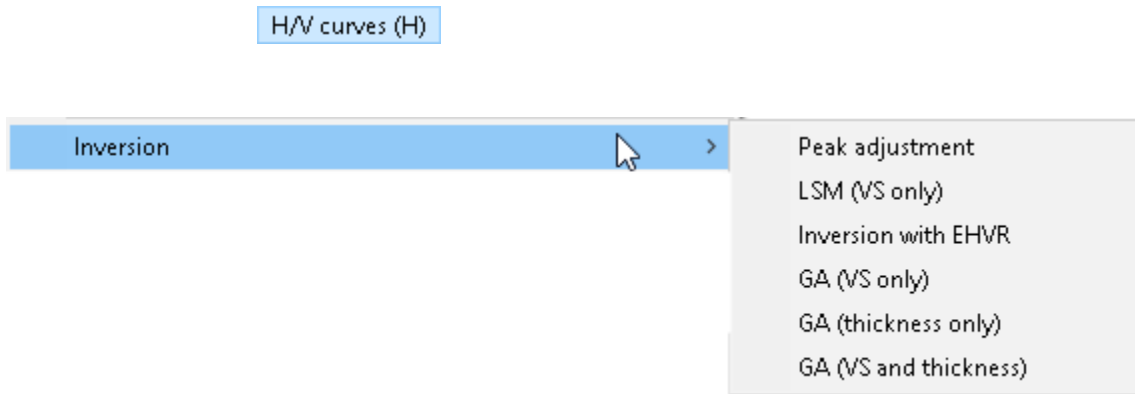 H/V curves (H)
Inversion
Peak adjustment
LSM (VS only)
Inversion with EHVR
GA (VS only)
GA (thickness only)
GA (VS and thickness)